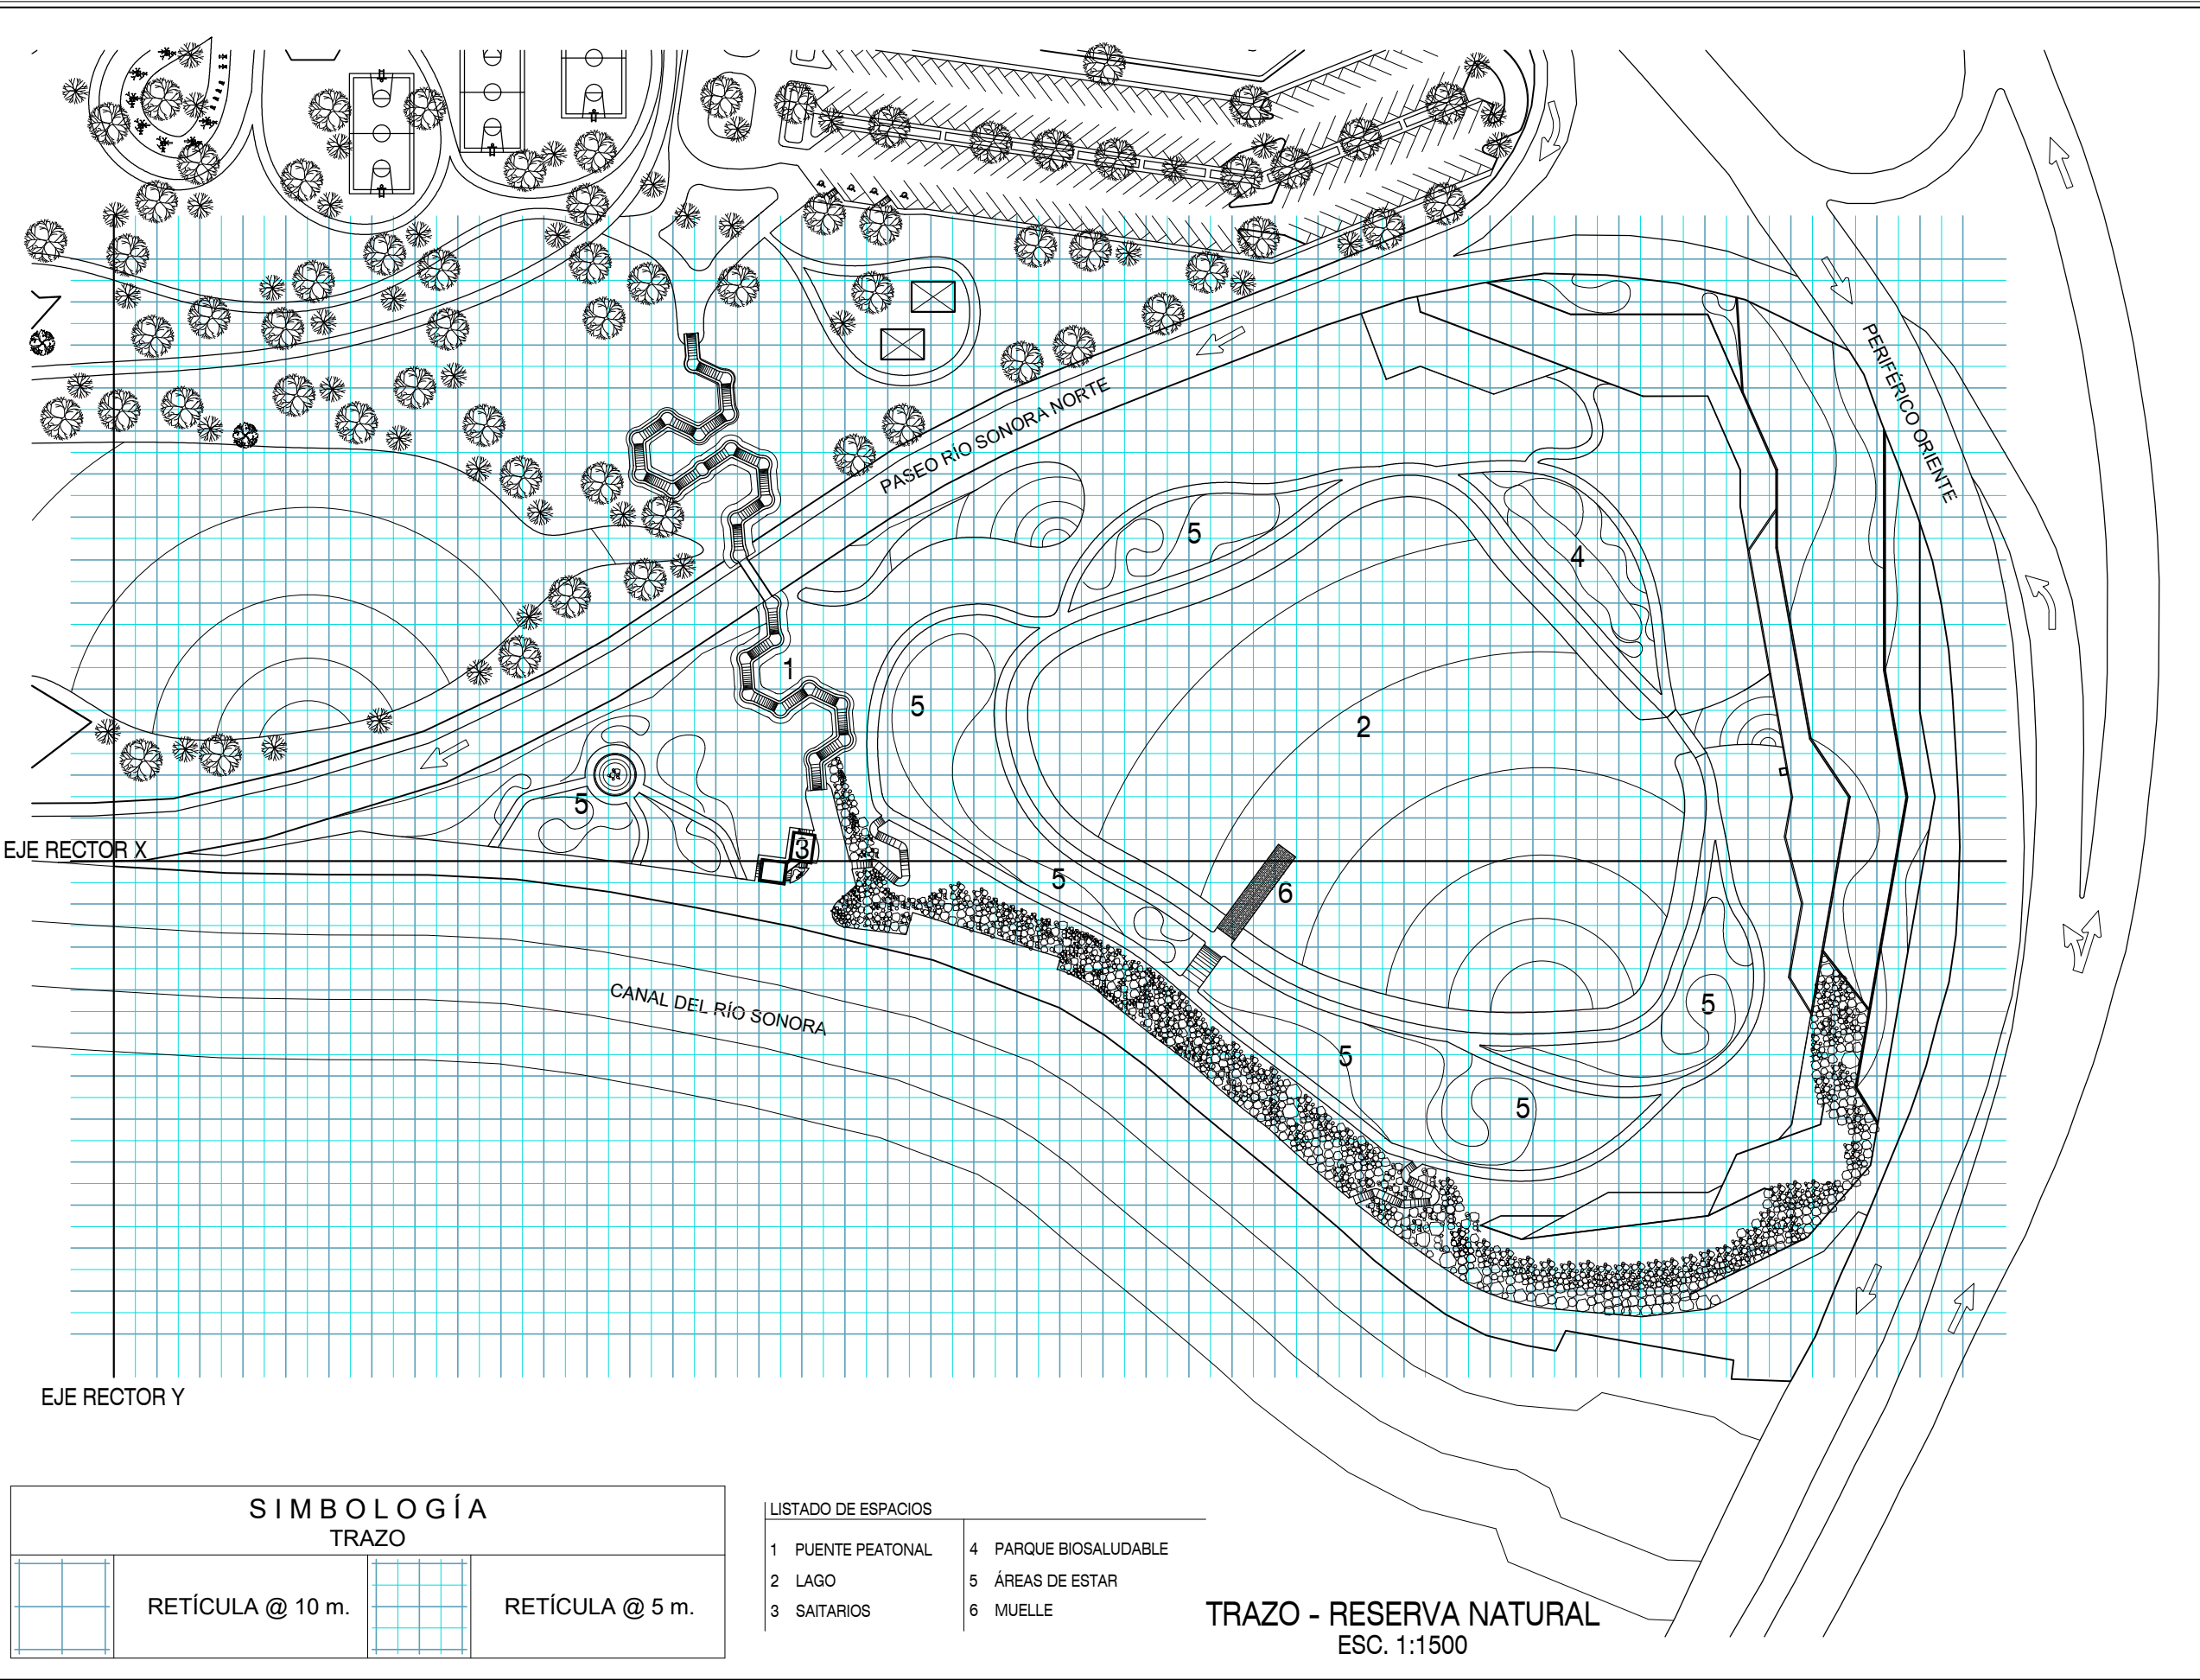 PASEO RÍO SONORA NORTE
PERIFÉRICO ORIENTE
5
4
1
5
2
5
EJE RECTOR X
3
5
6
CANAL DEL RÍO SONORA
5
5
5
EJE RECTOR Y
SIMBOLOGÍA
TRAZO
RETÍCULA @ 10 m.
RETÍCULA @ 5 m.
LISTADO DE ESPACIOS
1 PUENTE PEATONAL
2 LAGO
3 SAITARIOS
4 PARQUE BIOSALUDABLE
5 ÁREAS DE ESTAR
6 MUELLE
TRAZO - RESERVA NATURAL
ESC. 1:1500